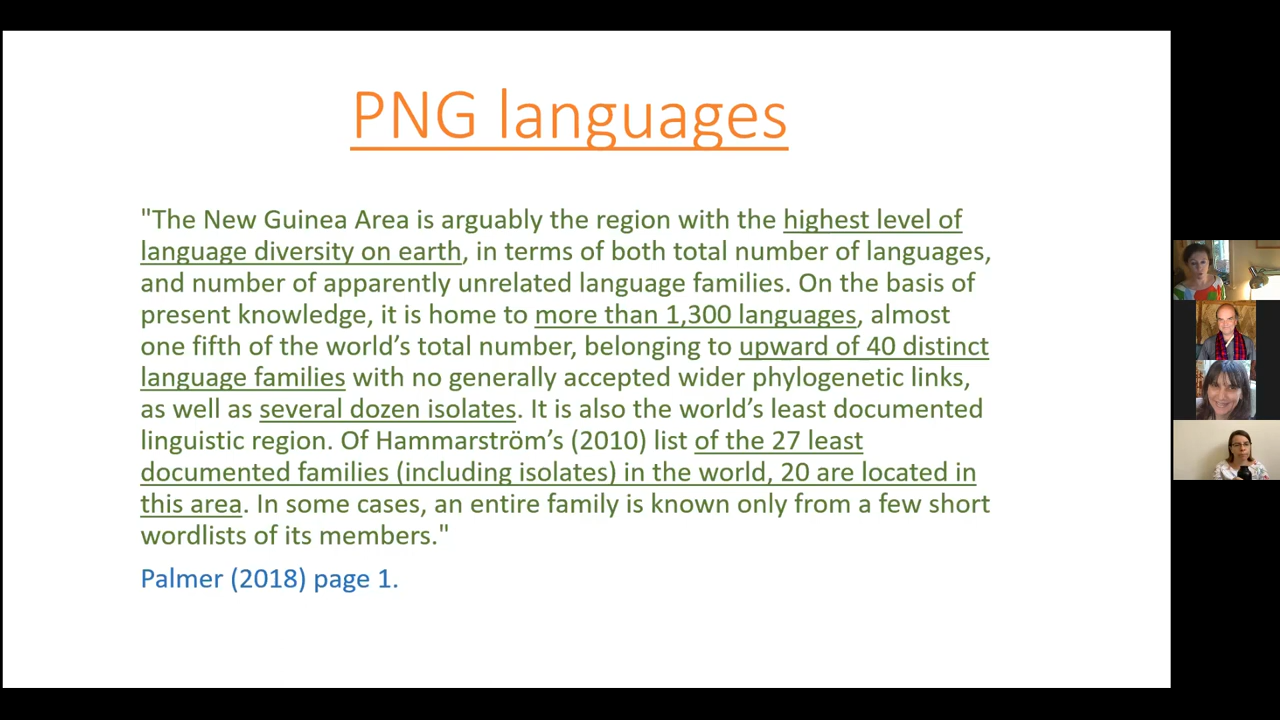 PNG languages
"The New Guinea Area is arguably the region with the highest level of
language diversity on earth, in terms of both total number of languages,
and number of apparently unrelated language families. On the basis of
present knowledge, it is home to more than 1,300 languages, almost
one fifth of the world’s total number, belonging to upward of 40 distinct
language families with no generally accepted wider phylogenetic links,
as well as several dozen isolates. It is also the world’s least documented
linguistic region. Of Hammarström’s (2010) list of the 27 least
documented families (including isolates) in the world, 20 are located in
this area. In some cases, an entire family is known only from a few short
wordlists of its members."
Palmer (2018) page 1.